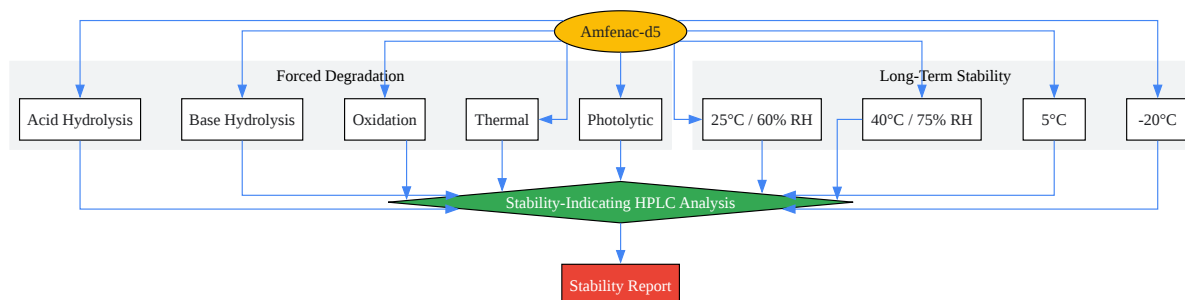 Amfenac-d5
Forced Degradation
Long-Term Stability
Acid Hydrolysis
Base Hydrolysis
Oxidation
Thermal
Photolytic
25°C / 60% RH
40°C / 75% RH
5°C
-20°C
Stability-Indicating HPLC Analysis
Stability Report